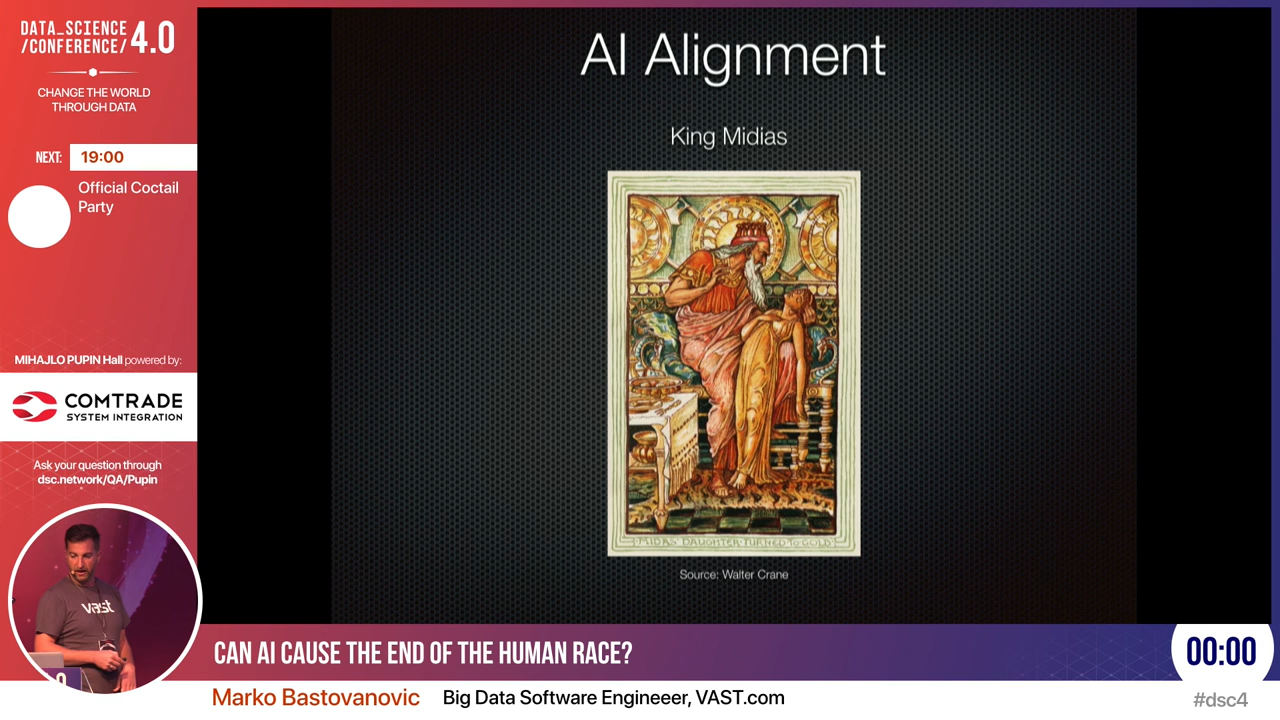 DATA_SCIENCE
/CONFERENCE/ 4.0
CHANGE THE WORLD
THROUGH DATA
NEXT: 19:00
Official Coctail
Party
MIHAJLO PUPIN Hall powered by:
COMTRADE
SYSTEM INTEGRATION
Ask your question through
dsc.network/QA/Pupin
vast
AI Alignment
King Midias
MIDAS' DAUGHTER TURNED TO GOLD
Source: Walter Crane
CAN AI CAUSE THE END OF THE HUMAN RACE?
00:00
Marko Bastovanovic Big Data Software Engineeer, VAST.com
#dsc4